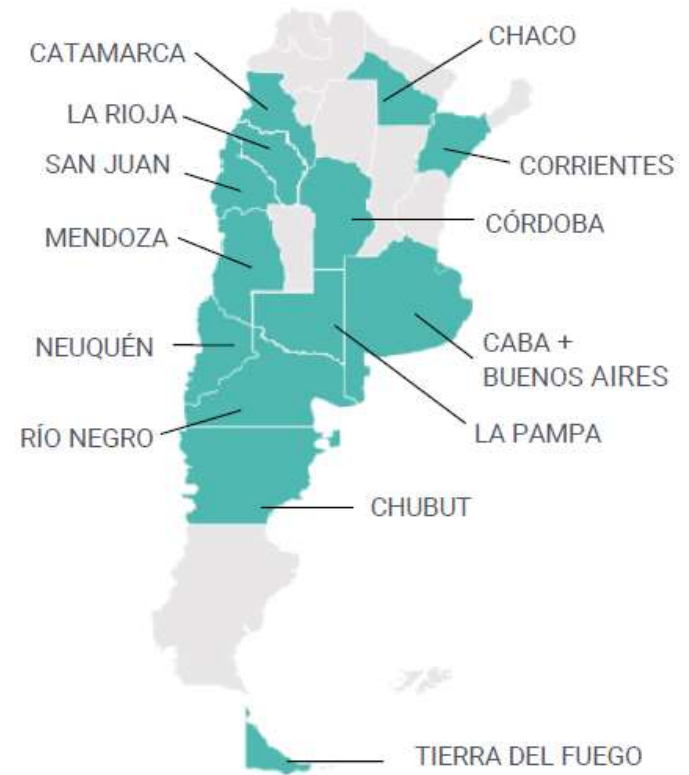 CATAMARCA
LA RIOJA
SAN JUAN
MENDOZA
NEUQUÉN
RÍO NEGRO
CHACO
CORRIENTES
CÓRDOBA
CABA +
BUENOS AIRES
LA PAMPA
CHUBUT
TIERRA DEL FUEGO